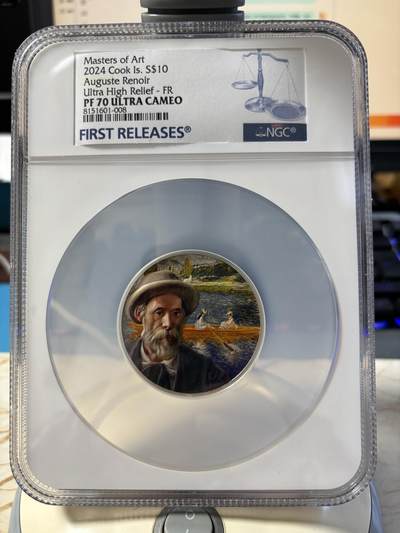 Masters of Art
2024 Cook Is. S$10
Auguste Renoir
Ultra High Relief - FR
PF 70 ULTRA CAMEO
8151601-008
FIRST RELEASES®
NGC®